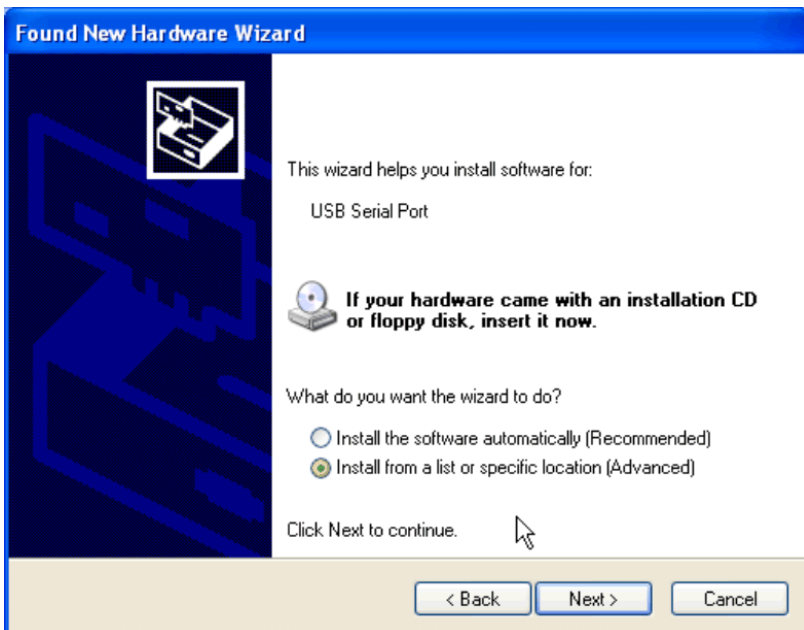 Found New Hardware Wizard
This wizard helps you install software for:
USB Serial Port
If your hardware came with an installation CD
or floppy disk, insert it now.
What do you want the wizard to do?
Install the software automatically (Recommended)
Install from a list or specific location (Advanced)
Click Next to continue.
< Back Next > Cancel